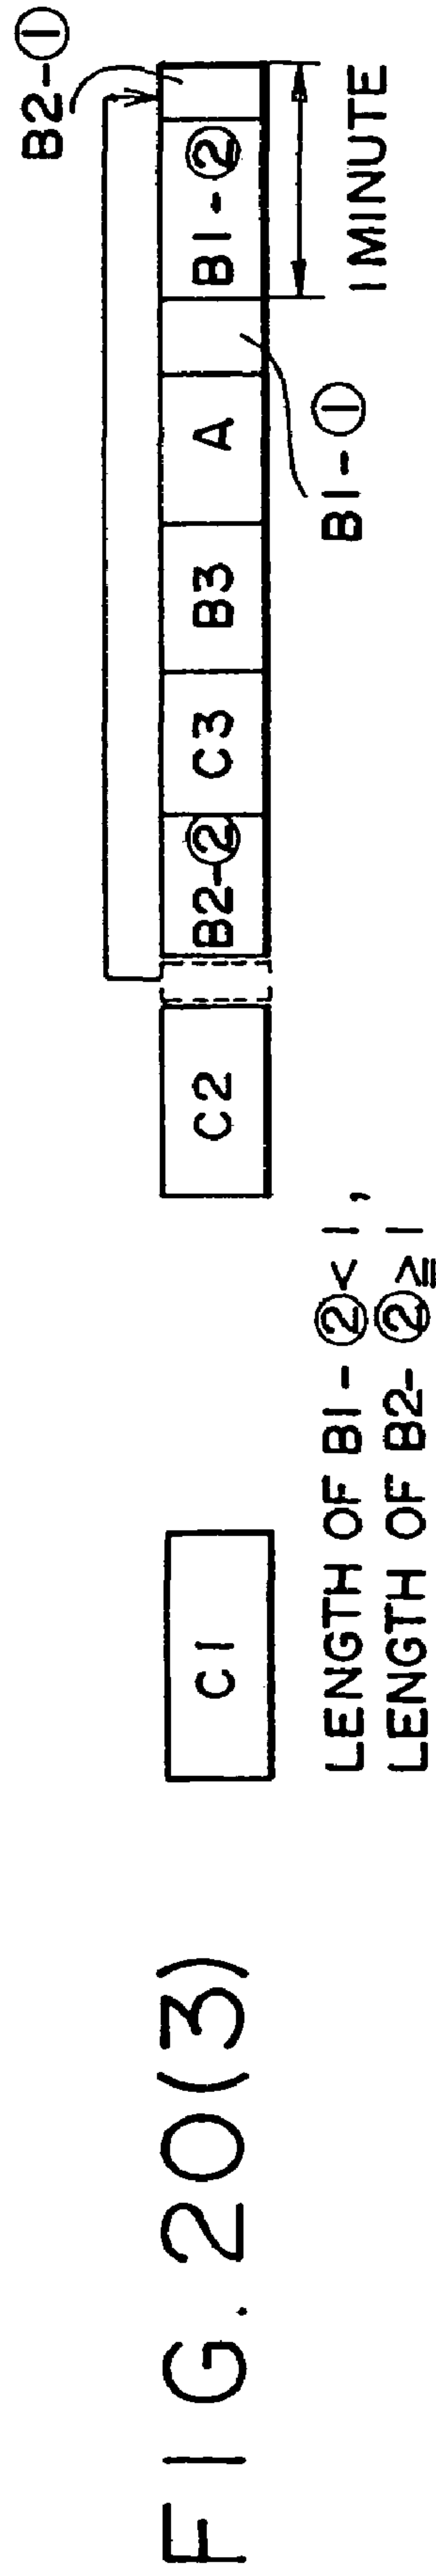 FIG. 20(3)
B2-①
C1
C2
B2-②
C3
B3
A
B1-②
B1-①
1 MINUTE
LENGTH OF B1-② < 1,
LENGTH OF B2-② ≧ 1